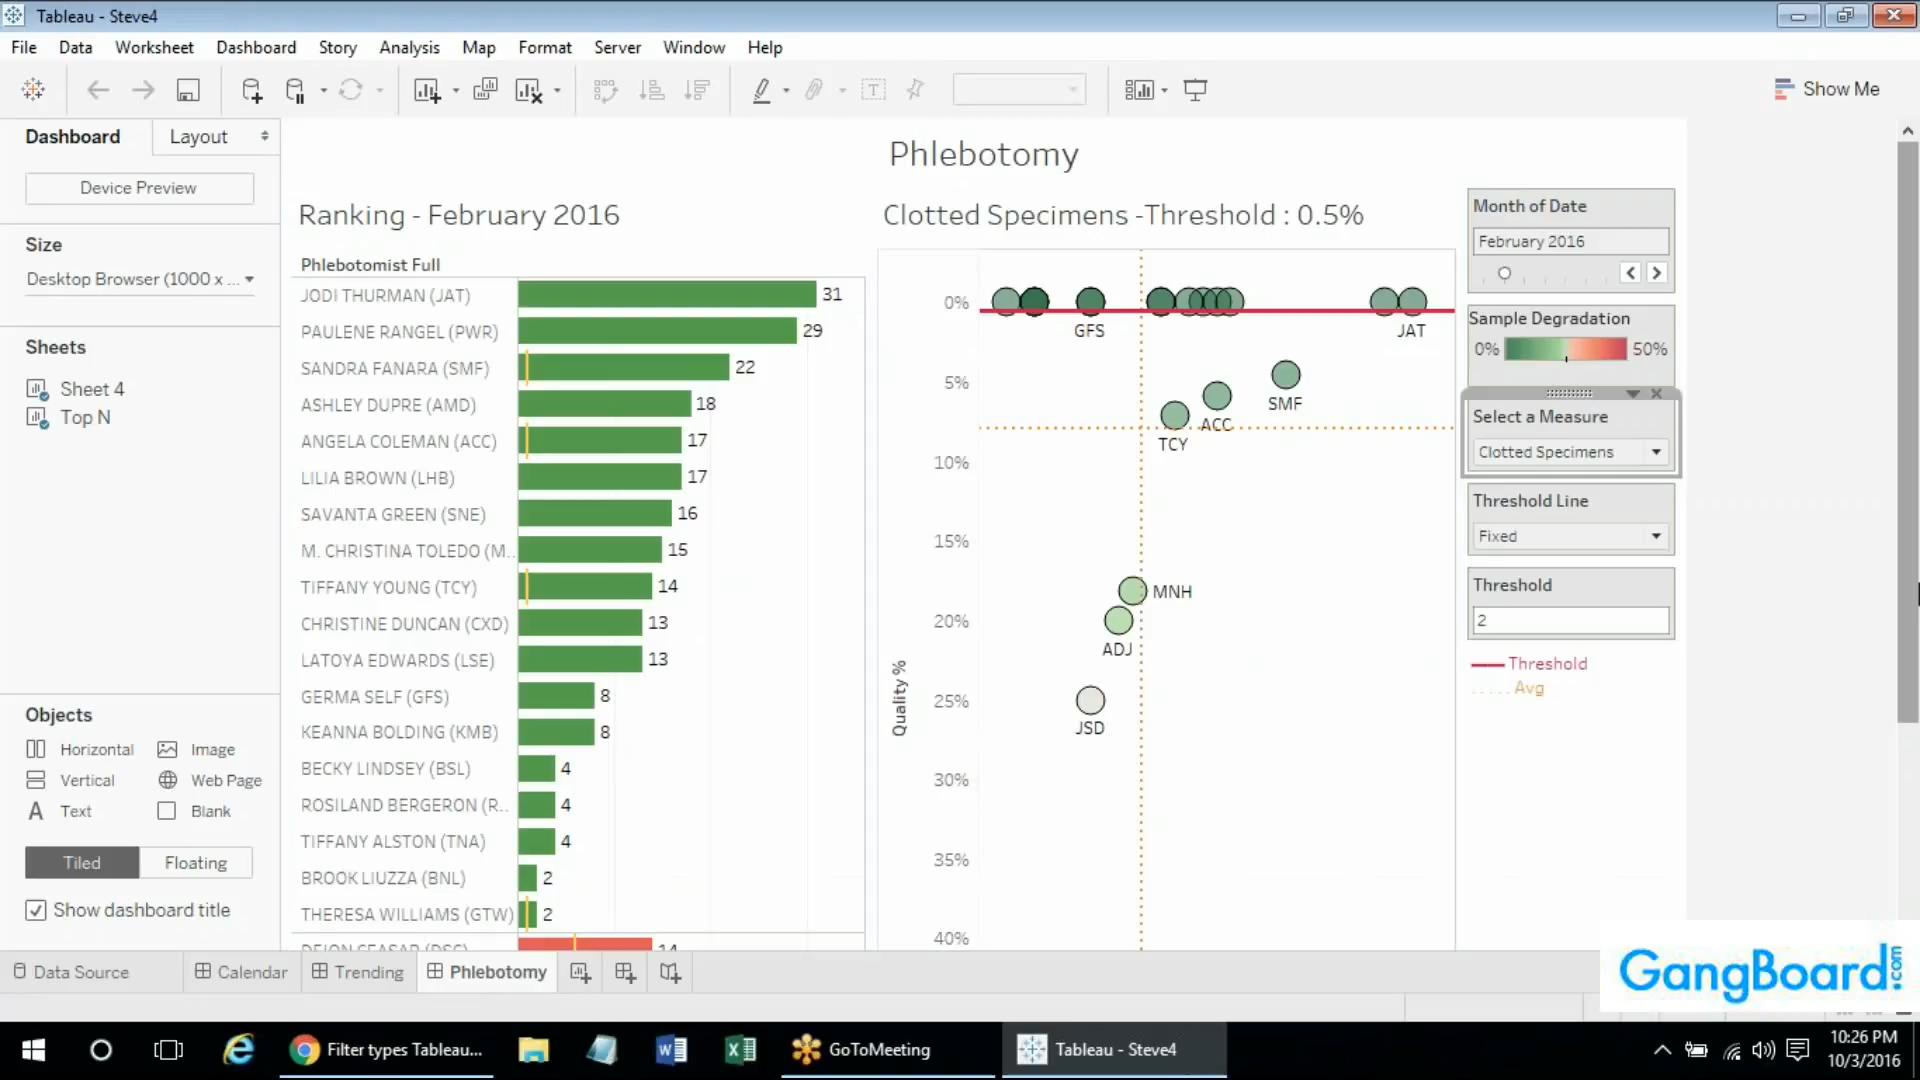 Tableau - Steve4
File Data Worksheet Dashboard Story Analysis Map Format Server Window Help
Show Me
Dashboard Layout
Device Preview
Size
Desktop Browser (1000 x ...
Sheets
Sheet 4
Top N
Objects
Horizontal Image
Vertical Web Page
Text Blank
Tiled Floating
Show dashboard title
Phlebotomy
Ranking - February 2016
Phlebotomist Full
JODI THURMAN (JAT) 31
PAULENE RANGEL (PWR) 29
SANDRA FANARA (SMF) 22
ASHLEY DUPRE (AMD) 18
ANGELA COLEMAN (ACC) 17
LILIA BROWN (LHB) 17
SAVANTA GREEN (SNE) 16
M. CHRISTINA TOLEDO (M.. 15
TIFFANY YOUNG (TCY) 14
CHRISTINE DUNCAN (CXD) 13
LATOYA EDWARDS (LSE) 13
GERMA SELF (GFS) 8
KEANNA BOLDING (KMB) 8
BECKY LINDSEY (BSL) 4
ROSILAND BERGERON (R.. 4
TIFFANY ALSTON (TNA) 4
BROOK LIUZZA (BNL) 2
THERESA WILLIAMS (GTW) 2
14
Clotted Specimens -Threshold : 0.5%
0%
GFS JAT
5%
SMF
ACC
TCY
10%
15%
MNH
20%
ADJ
25%
JSD
30%
35%
40%
Quality %
Month of Date
February 2016
Sample Degradation
0% 50%
Select a Measure
Clotted Specimens
Threshold Line
Fixed
Threshold
2
Threshold
Avg
Data Source Calendar Trending Phlebotomy
GangBoard.com
Filter types Tableau... GoToMeeting Tableau - Steve4
10:26 PM
10/3/2016